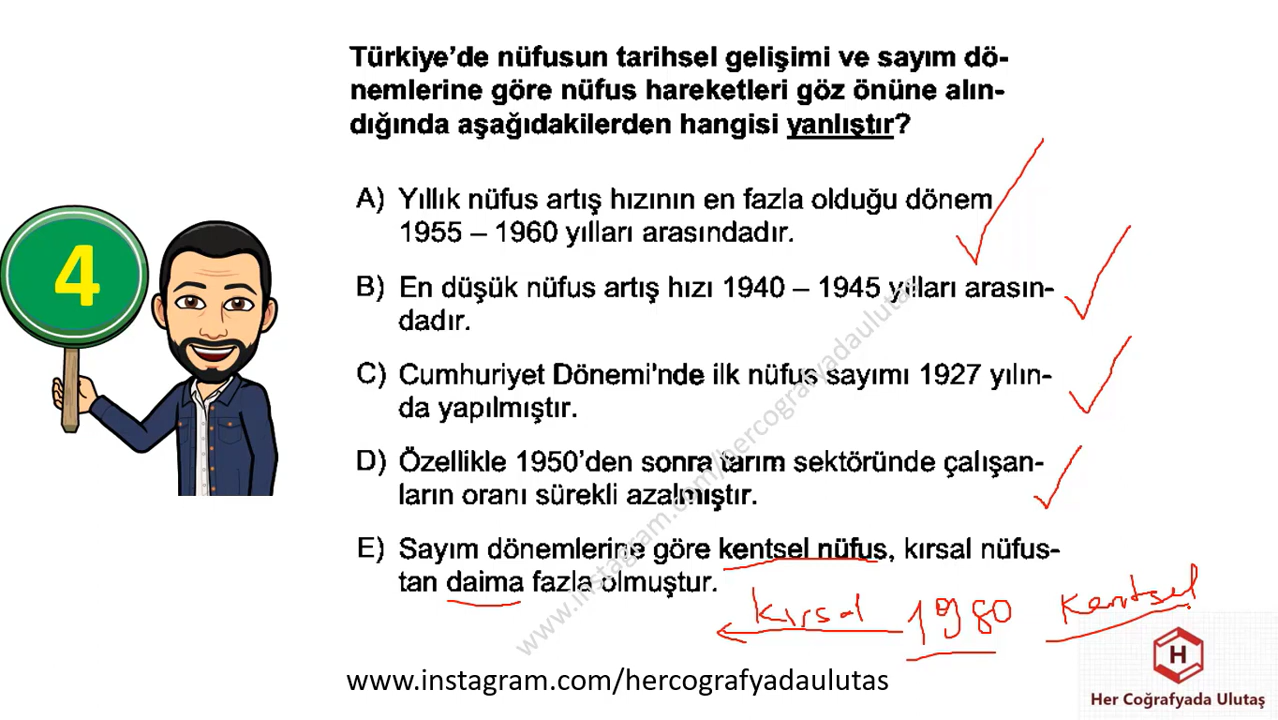 Türkiye'de nüfusun tarihsel gelişimi ve sayım dö-
nemlerine göre nüfus hareketleri göz önüne alın-
dığında aşağıdakilerden hangisi yanlıştır?
A) Yıllık nüfus artış hızının en fazla olduğu dönem
1955 – 1960 yılları arasındadır.
B) En düşük nüfus artış hızı 1940 – 1945 yılları arasın-
dadır.
C) Cumhuriyet Dönemi'nde ilk nüfus sayımı 1927 yılın-
da yapılmıştır.
D) Özellikle 1950'den sonra tarım sektöründe çalışan-
ların oranı sürekli azalmıştır.
E) Sayım dönemlerine göre kentsel nüfus, kırsal nüfus-
tan daima fazla olmuştur.
kırsal 1980 Kentsel
4
www.instagram.com/hercografyadaulutas
www.instagram.com/hercografyadaulutas
H
Her Coğrafyada Ulutaş